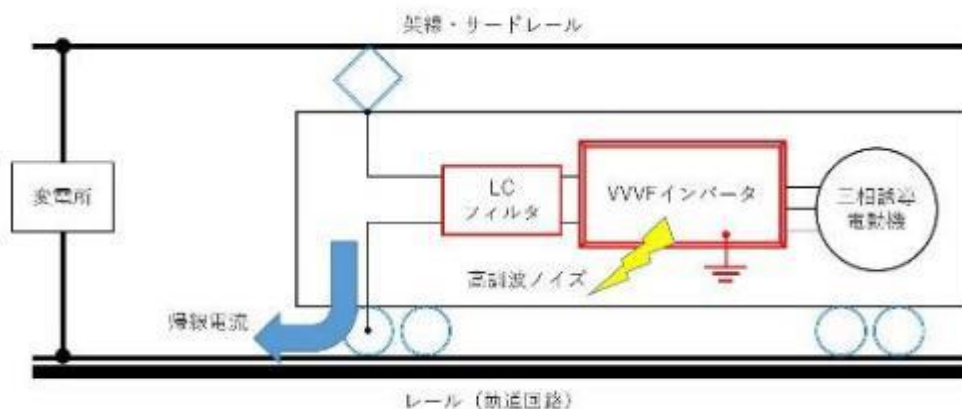 架線・サードレール
変電所
LC
フィルタ
VVVFインバータ
三相誘導
電動機
高調波ノイズ
帰線電流
レール（軌道回路）